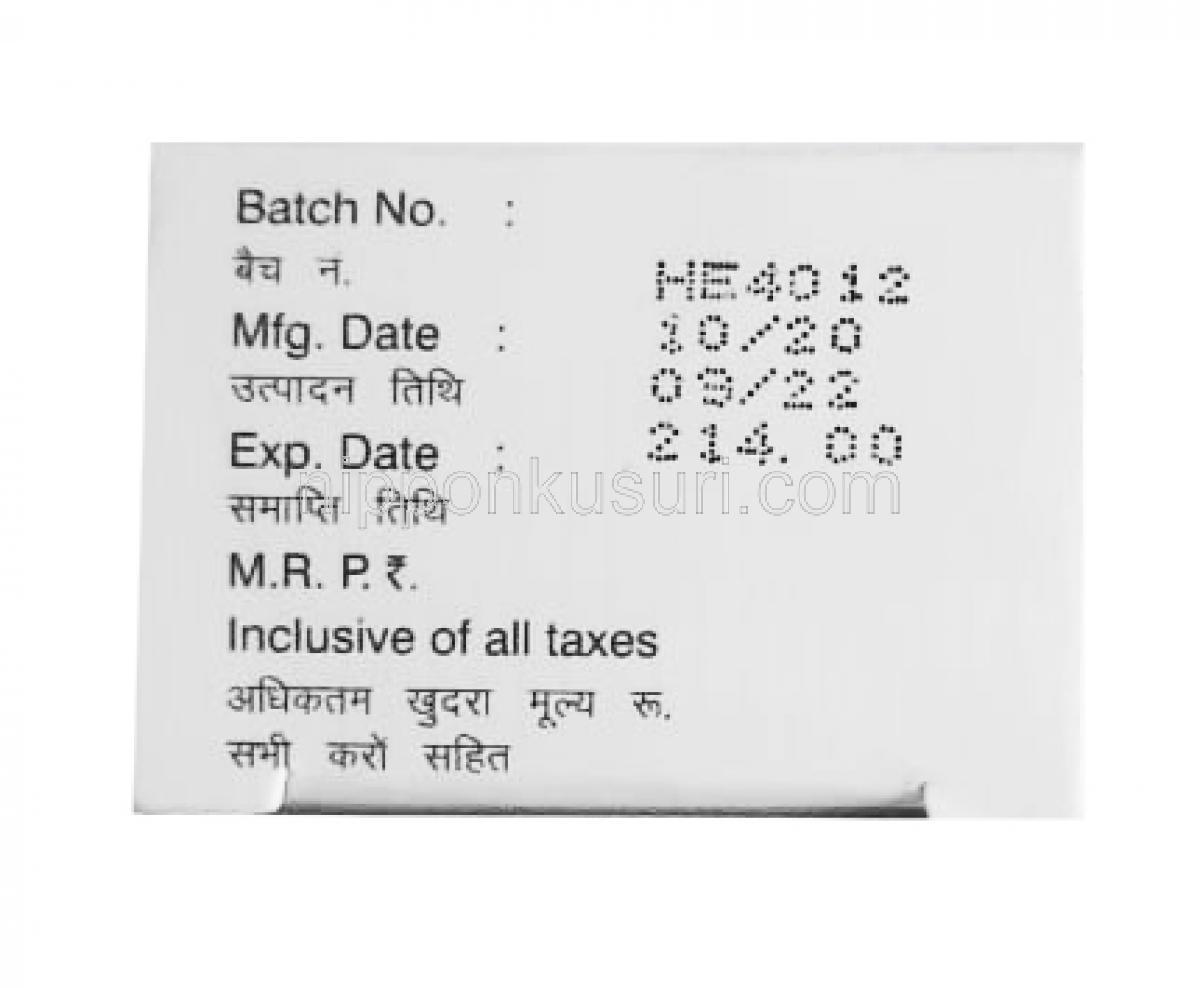 Batch No. :
बैच न.
HE4012
Mfg. Date :
10/20
उत्पादन तिथि
09/22
Exp. Date :
214.00
nipponkusuri.com
समाप्ति तिथि
M.R. P. ₹.
Inclusive of all taxes
अधिकतम खुदरा मूल्य रू.
सभी करों सहित